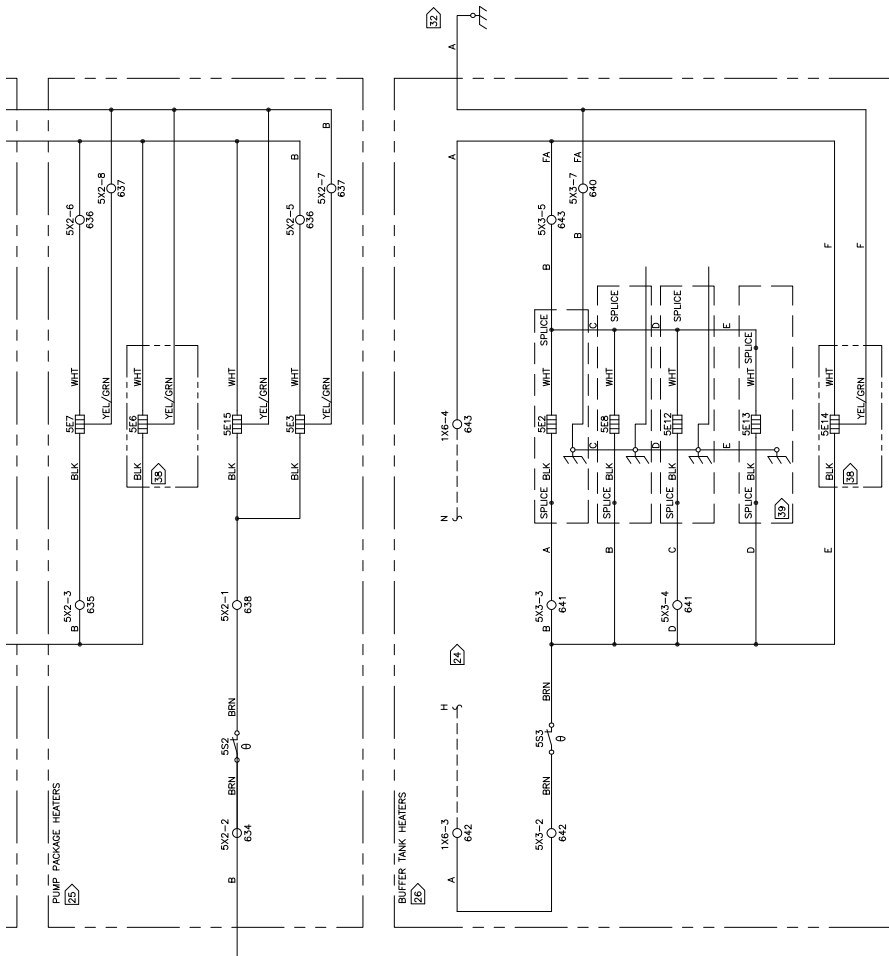 32
A
B
B
A
FA
FA
5X2-8
637
5X2-6
636
5X2-7
637
5X2-5
636
5X3-7
640
5X3-5
643
B
B
F
F
SPLICE
SPLICE
SPLICE
SPLICE
C
D
E
WHT
YEL/GRN
WHT
YEL/GRN
WHT
YEL/GRN
WHT
WHT
WHT
WHT
WHT
WHT
YEL/GRN
5E7
5E6
5E15
5E3
1X6-4
643
5E2
5E8
5E12
5E13
5E14
C
D
E
BLK
BLK
38
BLK
BLK
BLK
BLK
BLK
BLK
BLK
38
SPLICE
SPLICE
SPLICE
SPLICE
39
N
A
B
C
D
E
5X2-3
635
B
5X2-1
638
5X3-3
641
B
5X3-4
641
D
24
BRN
H
BRN
5S2
θ
5S3
θ
BRN
BRN
5X2-2
634
1X6-3
642
5X3-2
642
B
A
PUMP PACKAGE HEATERS
25
BUFFER TANK HEATERS
26